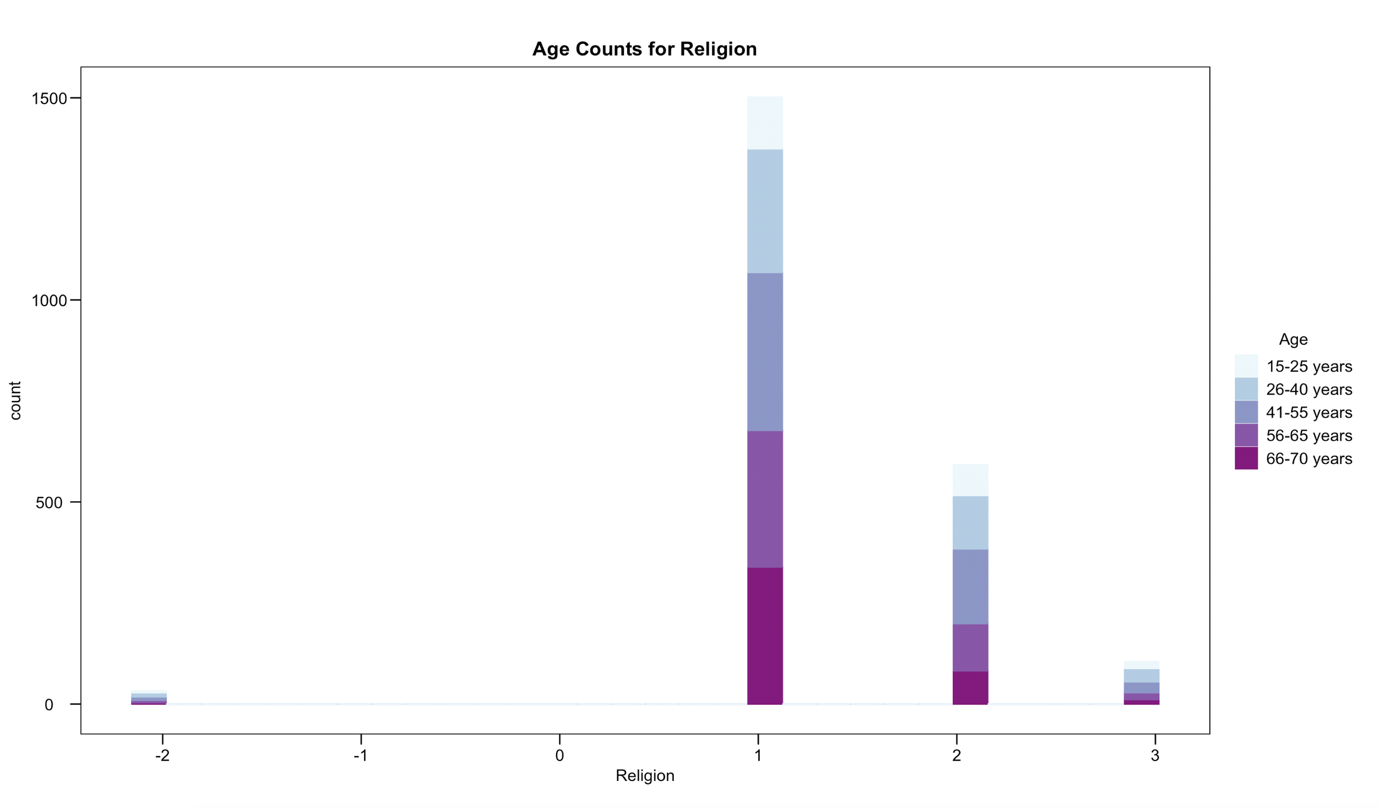 Age Counts for Religion
1500
1000
500
0
count
-2 -1 0 1 2 3
Religion
Age
15-25 years
26-40 years
41-55 years
56-65 years
66-70 years